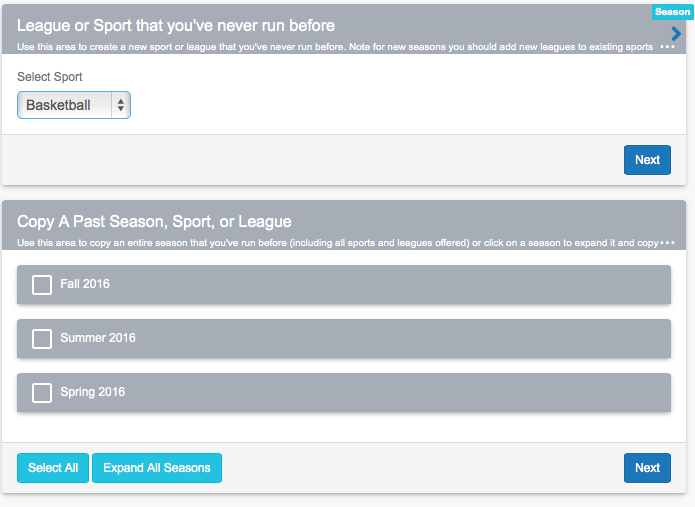 Season
League or Sport that you've never run before
Use this area to create a new sport or league that you've never run before. Note for new seasons you should add new leagues to existing sports ...
Select Sport
Basketball
Next
Copy A Past Season, Sport, or League
Use this area to copy an entire season that you've run before (including all sports and leagues offered) or click on a season to expand it and copy...
Fall 2016
Summer 2016
Spring 2016
Select All Expand All Seasons Next